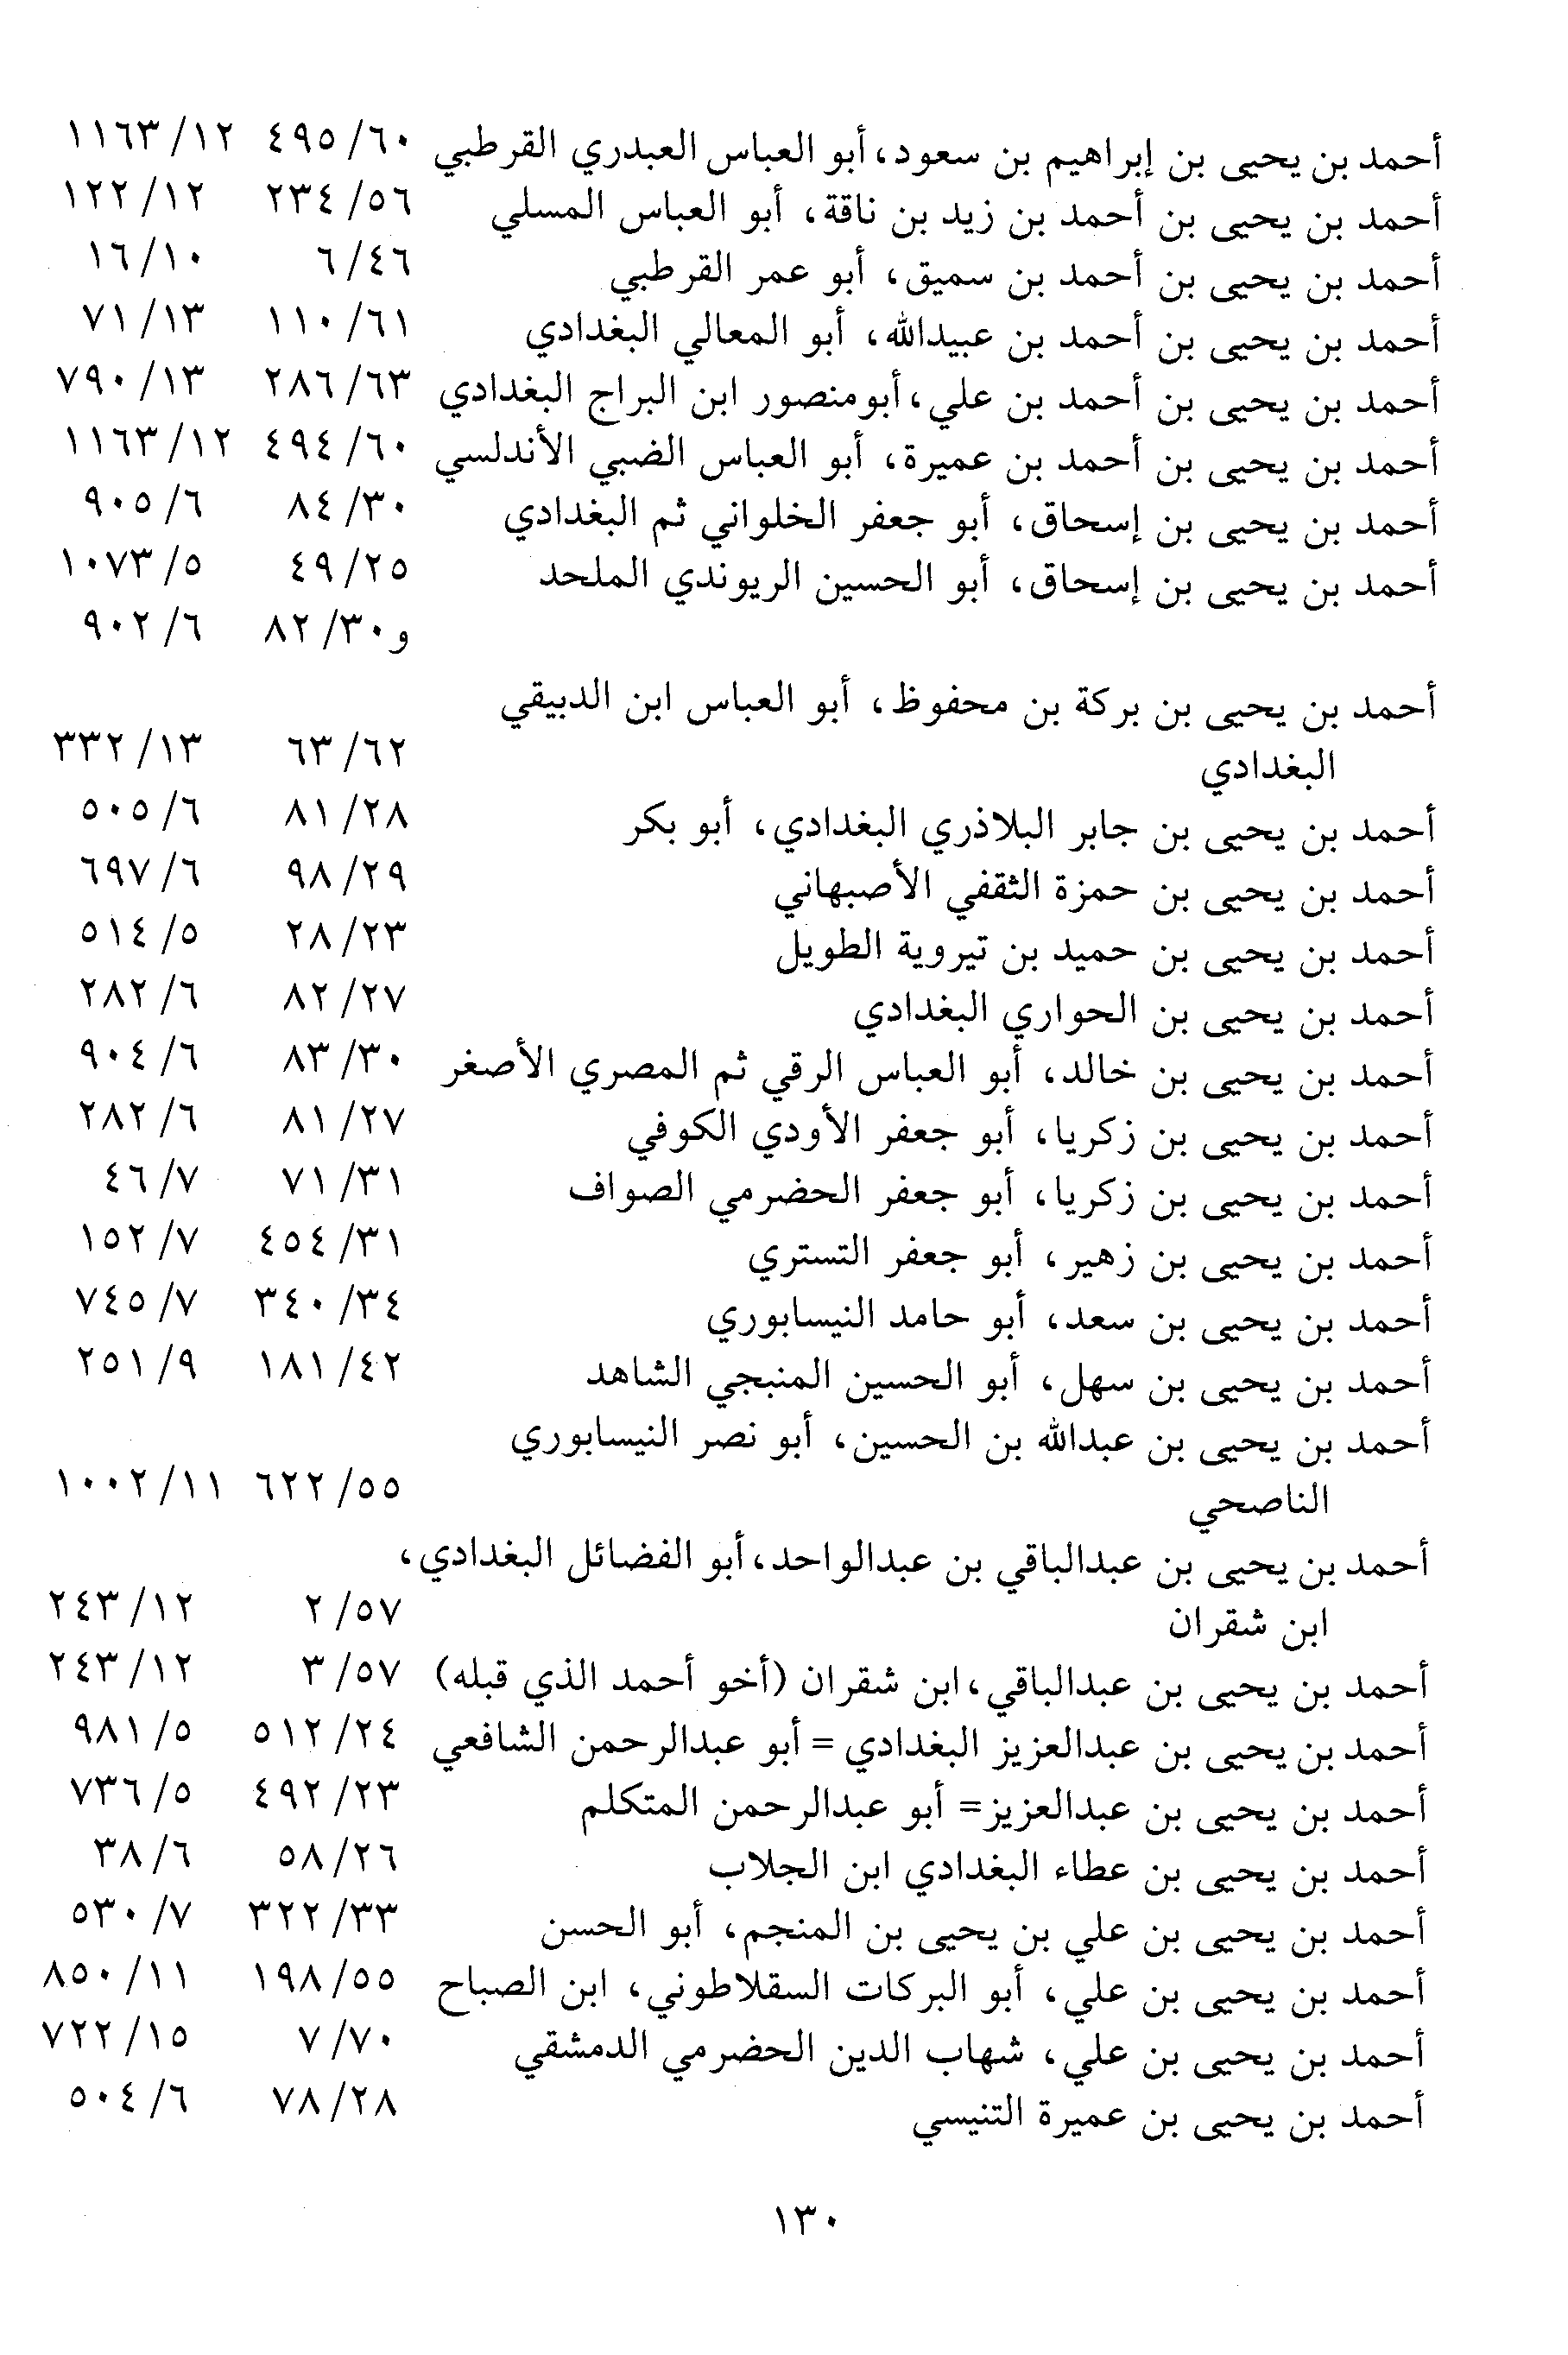 أحمد بن يحيى بن إبراهيم بن سعود، أبو العباس العبدري القرطبي ٤٩٥/٦٠ ١١٦٣/١٢
أحمد بن يحيى بن أحمد بن زيد بن ناقة، أبو العباس المسلي ٢٣٤/٥٦ ١٢٢/١٢
أحمد بن يحيى بن أحمد بن سميق، أبو عمر القرطبي ٦/٤٦ ١٦/١٠
أحمد بن يحيى بن أحمد بن عبيدالله، أبو المعالي البغدادي ١١٠/٦١ ٧١/١٣
أحمد بن يحيى بن أحمد بن علي، أبومنصور ابن البراج البغدادي ٢٨٦/٦٣ ٧٩٠/١٣
أحمد بن يحيى بن أحمد بن عميرة، أبو العباس الضبي الأندلسي ٤٩٤/٦٠ ١١٦٣/١٢
أحمد بن يحيى بن إسحاق، أبو جعفر الخلواني ثم البغدادي ٨٤/٣٠ ٩٠٥/٦
أحمد بن يحيى بن إسحاق، أبو الحسين الريوندي الملحد ٤٩/٢٥ ١٠٧٣/٥
و٨٢/٣٠ ٩٠٢/٦
أحمد بن يحيى بن بركة بن محفوظ، أبو العباس ابن الدبيقي
البغدادي ٦٣/٦٢ ٣٣٢/١٣
أحمد بن يحيى بن جابر البلاذري البغدادي، أبو بكر ٨١/٢٨ ٥٠٥/٦
أحمد بن يحيى بن حمزة الثقفي الأصبهاني ٩٨/٢٩ ٦٩٧/٦
أحمد بن يحيى بن حميد بن تيروية الطويل ٢٨/٢٣ ٥١٤/٥
أحمد بن يحيى بن الحواري البغدادي ٨٢/٢٧ ٢٨٢/٦
أحمد بن يحيى بن خالد، أبو العباس الرقي ثم المصري الأصغر ٨٣/٣٠ ٩٠٤/٦
أحمد بن يحيى بن زكريا، أبو جعفر الأودي الكوفي ٨١/٢٧ ٢٨٢/٦
أحمد بن يحيى بن زكريا، أبو جعفر الحضرمي الصواف ٧١/٣١ ٤٦/٧
أحمد بن يحيى بن زهير، أبو جعفر التستري ٤٥٤/٣١ ١٥٢/٧
أحمد بن يحيى بن سعد، أبو حامد النيسابوري ٣٤٠/٣٤ ٧٤٥/٧
أحمد بن يحيى بن سهل، أبو الحسين المنبجي الشاهد ١٨١/٤٢ ٢٥١/٩
أحمد بن يحيى بن عبدالله بن الحسين، أبو نصر النيسابوري
الناصحي ٦٢٢/٥٥ ١٠٠٢/١١
أحمد بن يحيى بن عبدالباقي بن عبدالواحد، أبو الفضائل البغدادي،
ابن شقران ٢/٥٧ ٢٤٣/١٢
أحمد بن يحيى بن عبدالباقي، ابن شقران (أخو أحمد الذي قبله) ٣/٥٧ ٢٤٣/١٢
أحمد بن يحيى بن عبدالعزيز البغدادي = أبو عبدالرحمن الشافعي ٥١٢/٢٤ ٩٨١/٥
أحمد بن يحيى بن عبدالعزيز= أبو عبدالرحمن المتكلم ٤٩٢/٢٣ ٧٣٦/٥
أحمد بن يحيى بن عطاء البغدادي ابن الجلاب ٥٨/٢٦ ٣٨/٦
أحمد بن يحيى بن علي بن يحيى بن المنجم، أبو الحسن ٣٢٢/٣٣ ٥٣٠/٧
أحمد بن يحيى بن علي، أبو البركات السقلاطوني، ابن الصباح ١٩٨/٥٥ ٨٥٠/١١
أحمد بن يحيى بن علي، شهاب الدين الحضرمي الدمشقي ٧/٧٠ ٧٢٢/١٥
أحمد بن يحيى بن عميرة التنيسي ٧٨/٢٨ ٥٠٤/٦
١٣٠